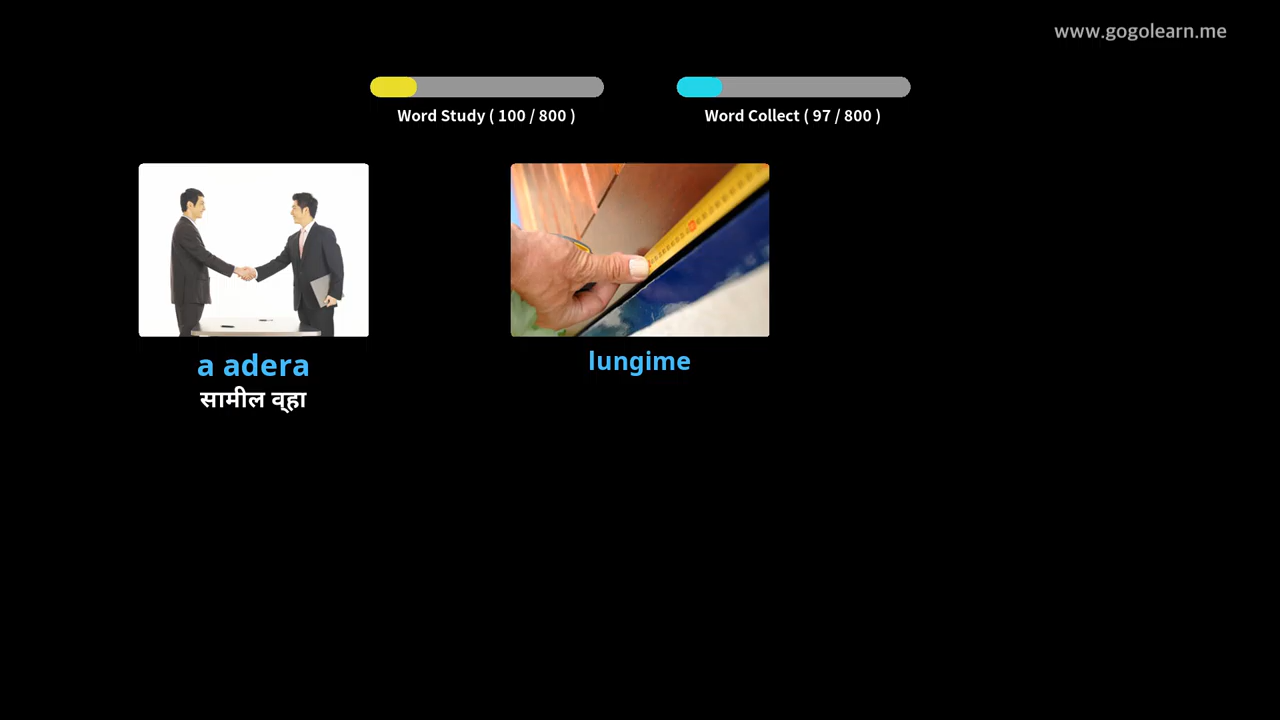 www.gogolearn.me
Word Study ( 100 / 800 )
Word Collect ( 97 / 800 )
a adera
सामील व्हा
lungime